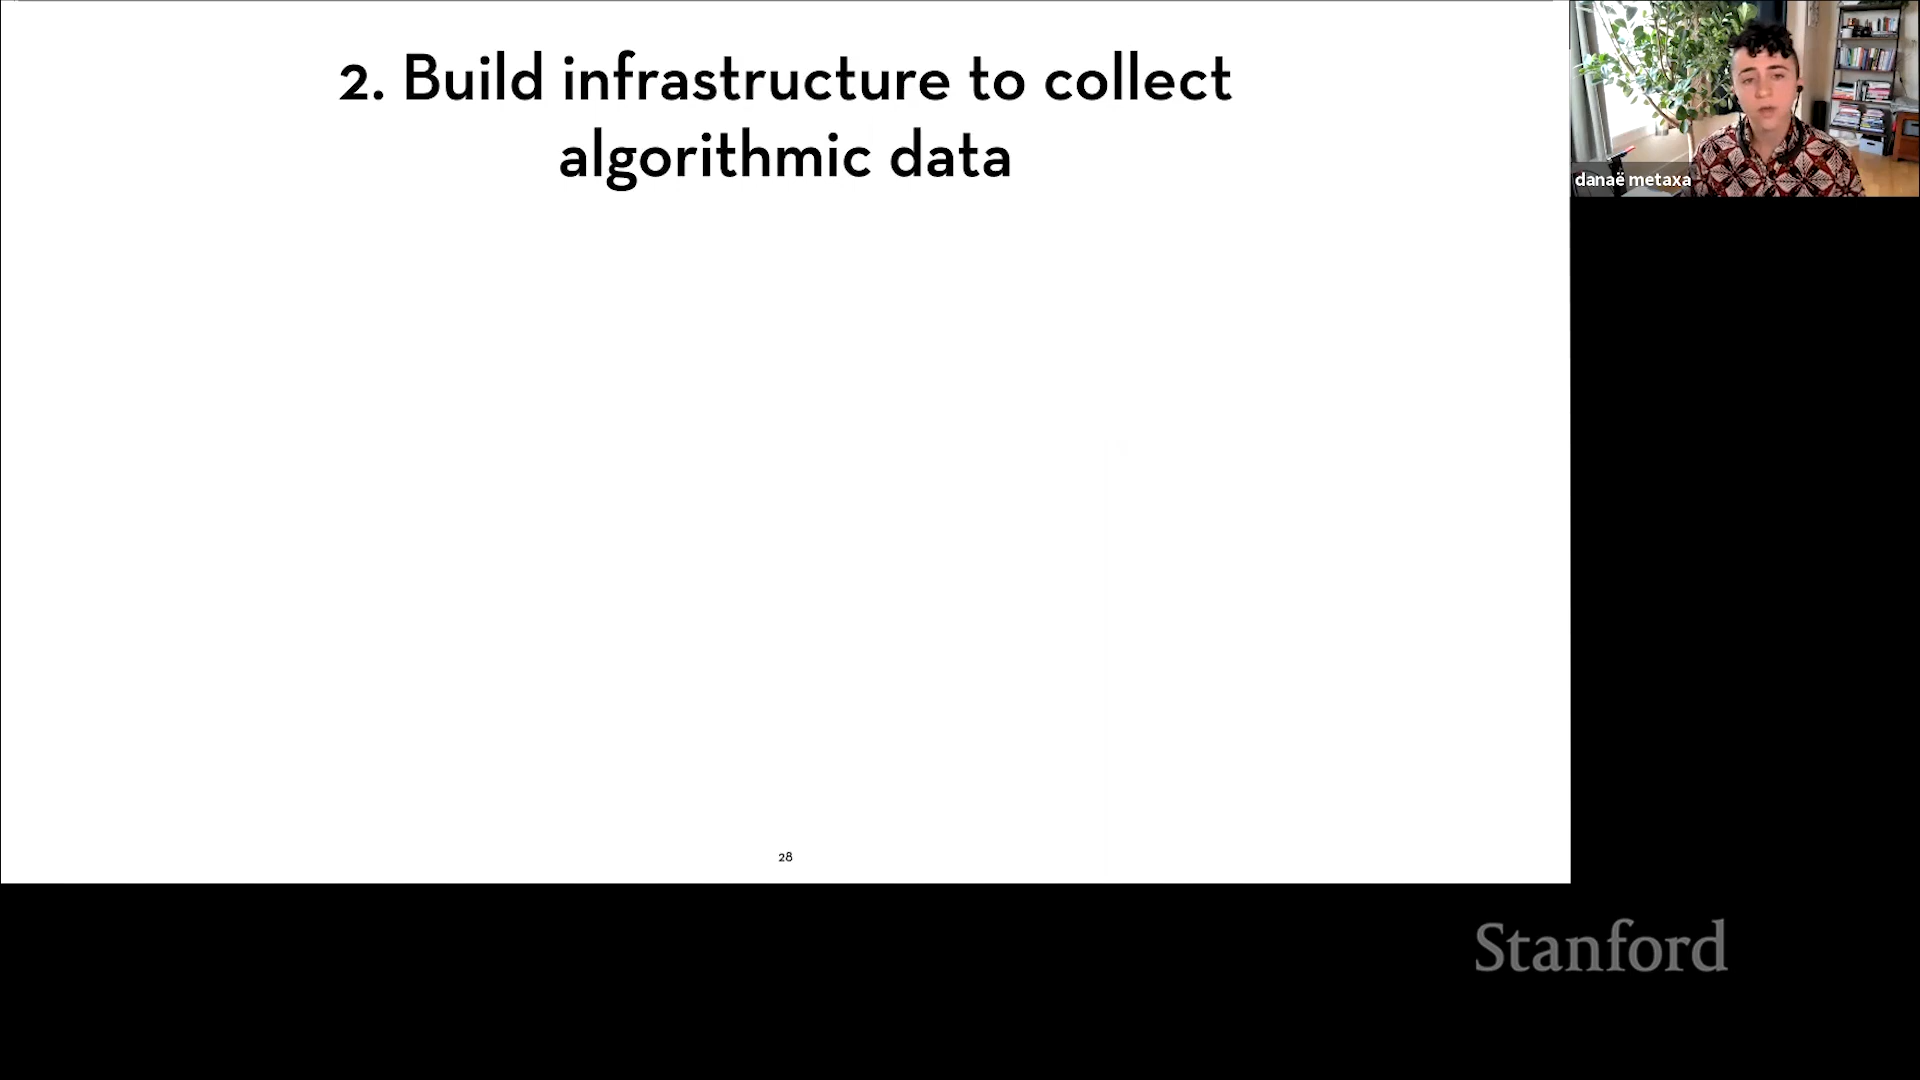 2. Build infrastructure to collect
algorithmic data
danaë metaxa
28
Stanford